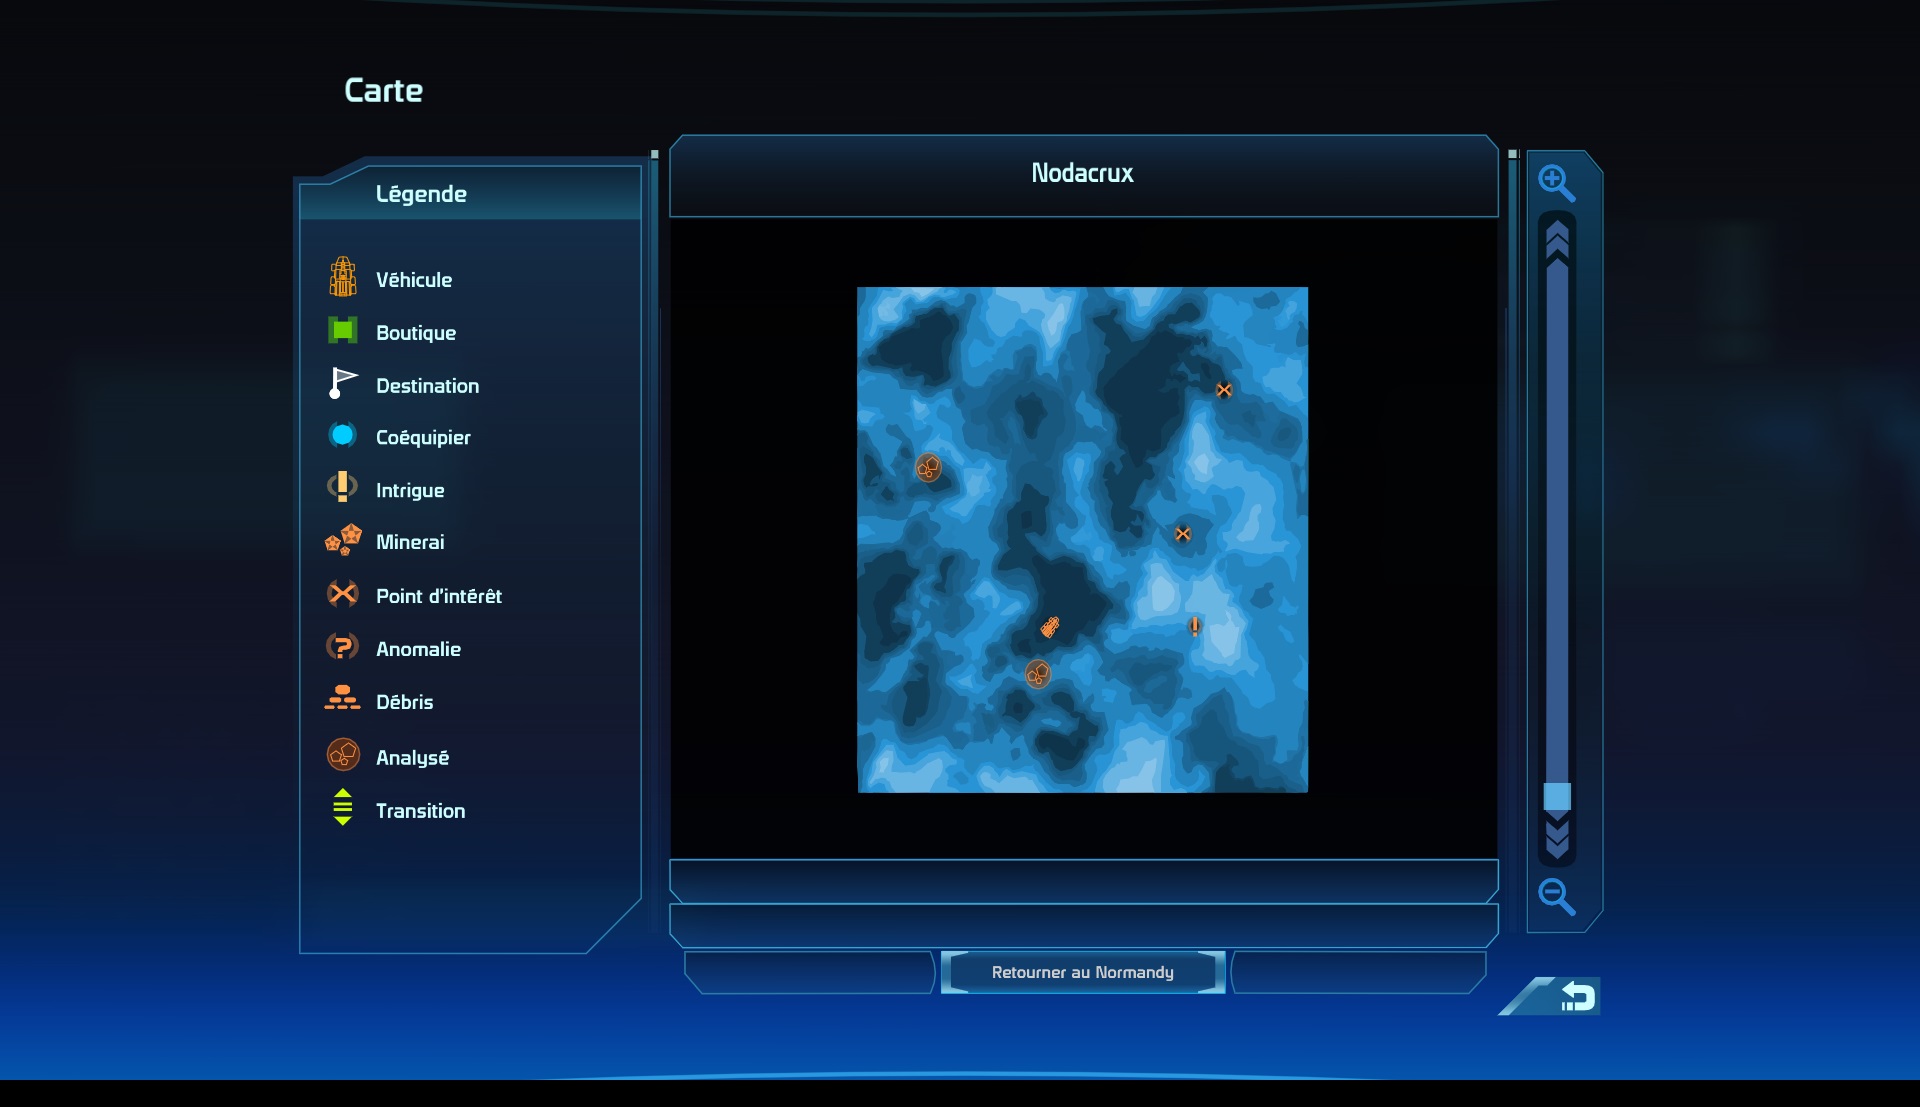 Carte
Légende
Véhicule
Boutique
Destination
Coéquipier
Intrigue
Minerai
Point d'intérêt
Anomalie
Débris
Analysé
Transition
Nodacrux
Retourner au Normandy